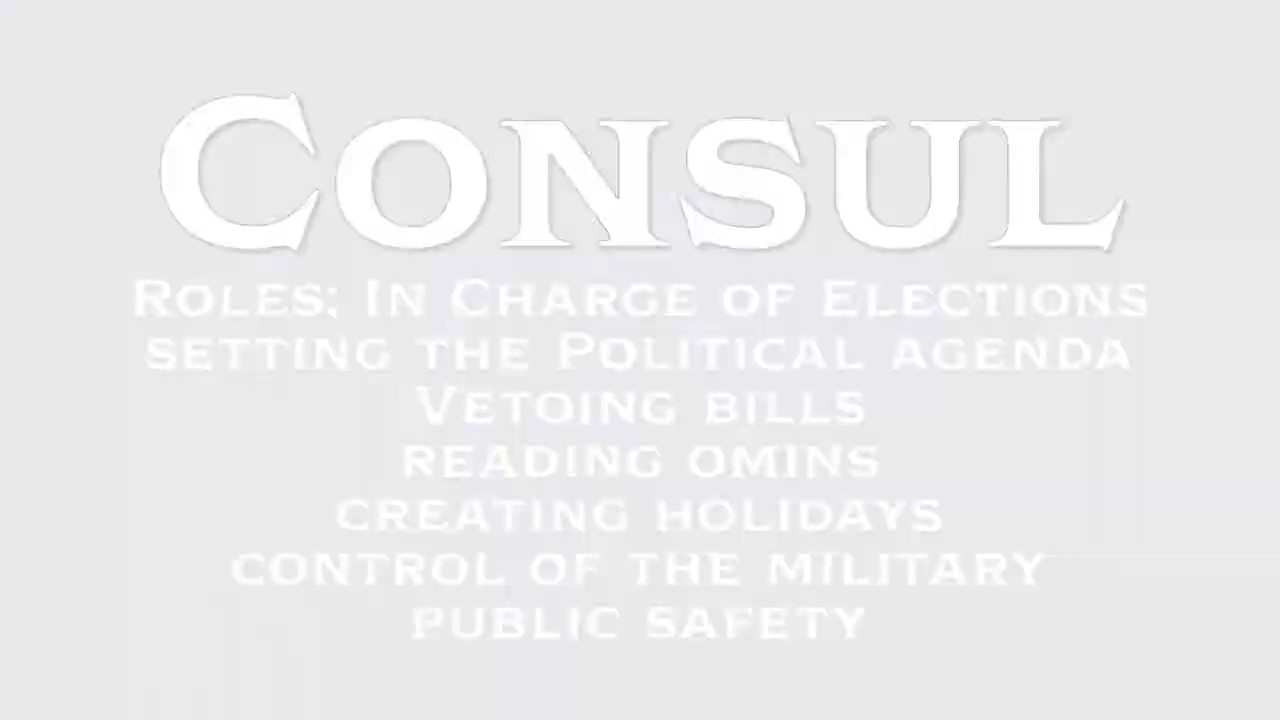 Consul
Roles: In Charge of Elections
setting the Political agenda
Vetoing bills
reading omins
creating holidays
control of the military
public safety